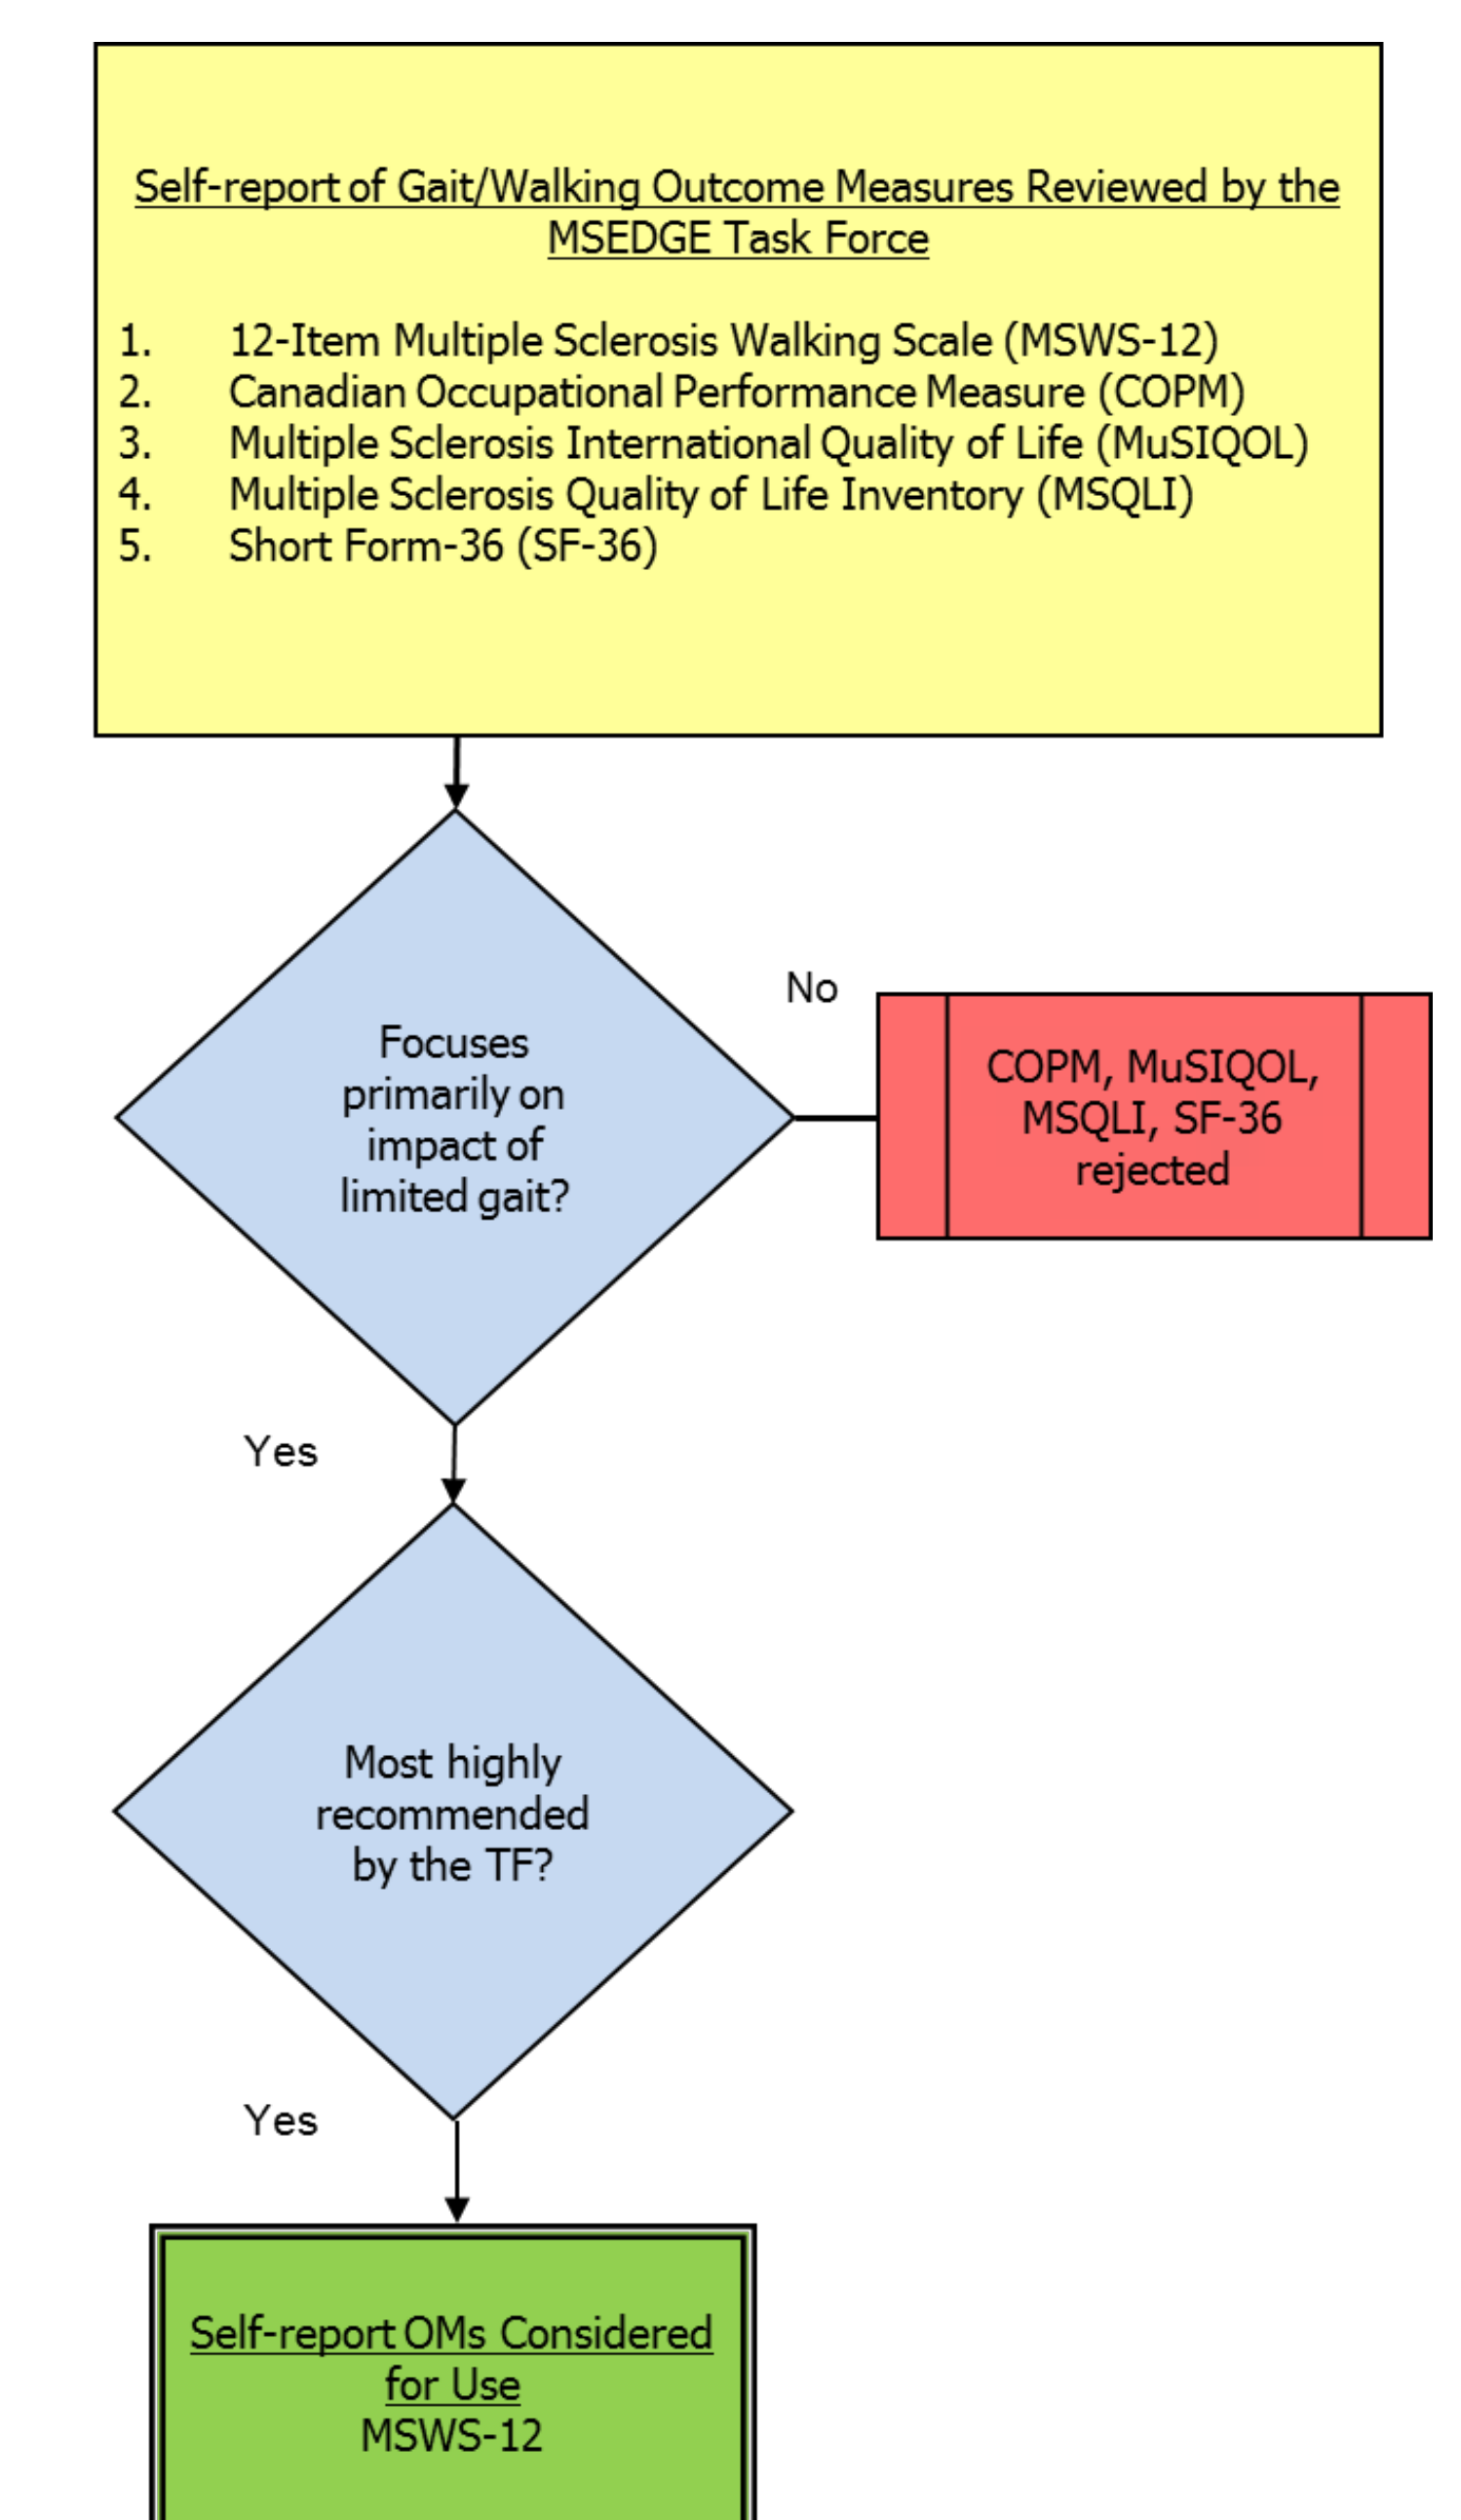 Self-report of Gait/Walking Outcome Measures Reviewed by the
MSEDGE Task Force
1. 12-Item Multiple Sclerosis Walking Scale (MSWS-12)
2. Canadian Occupational Performance Measure (COPM)
3. Multiple Sclerosis International Quality of Life (MuSIQOL)
4. Multiple Sclerosis Quality of Life Inventory (MSQLI)
5. Short Form-36 (SF-36)
Focuses
primarily on
impact of
limited gait?
No
COPM, MuSIQOL,
MSQLI, SF-36
rejected
Yes
Most highly
recommended
by the TF?
Yes
Self-report OMs Considered
for Use
MSWS-12